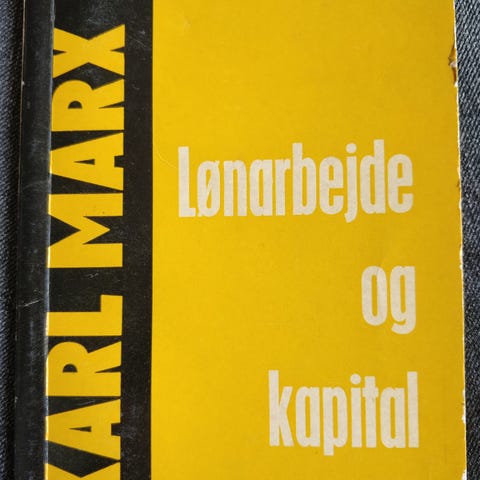 KARL MARX
Lønarbejde
og
kapital